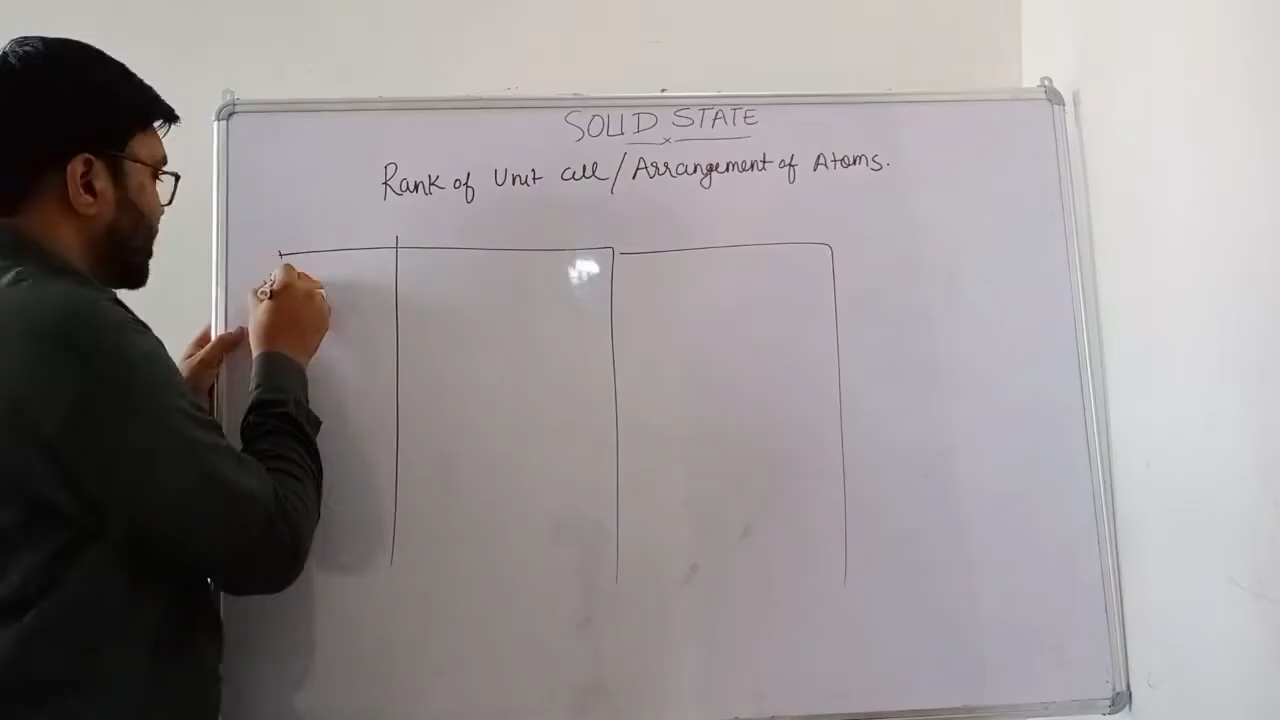 SOLID STATE
Rank of Unit cell / Arrangement of Atoms.